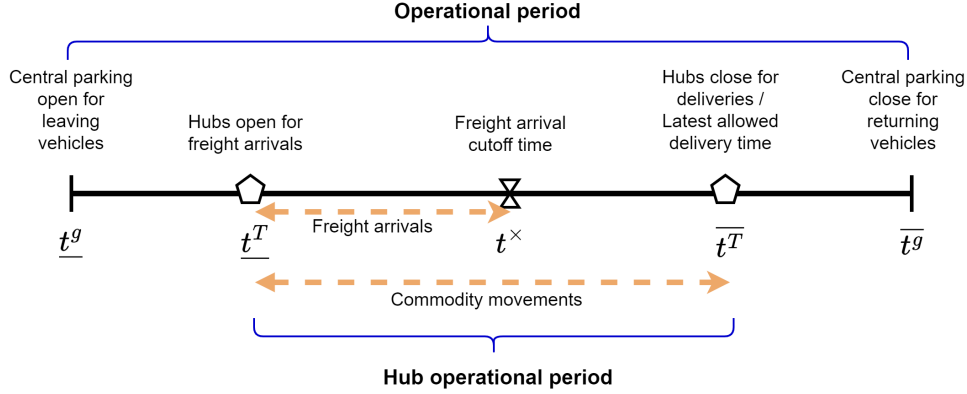 Operational period
Central parking
open for
leaving
vehicles
Hubs open for
freight arrivals
Freight arrival
cutoff time
Hubs close for
deliveries /
Latest allowed
delivery time
Central parking
close for
returning
vehicles
Freight arrivals
t̲ᵍ
t̲ᵀ
t×
t̅ᵀ
t̅ᵍ
Commodity movements
Hub operational period